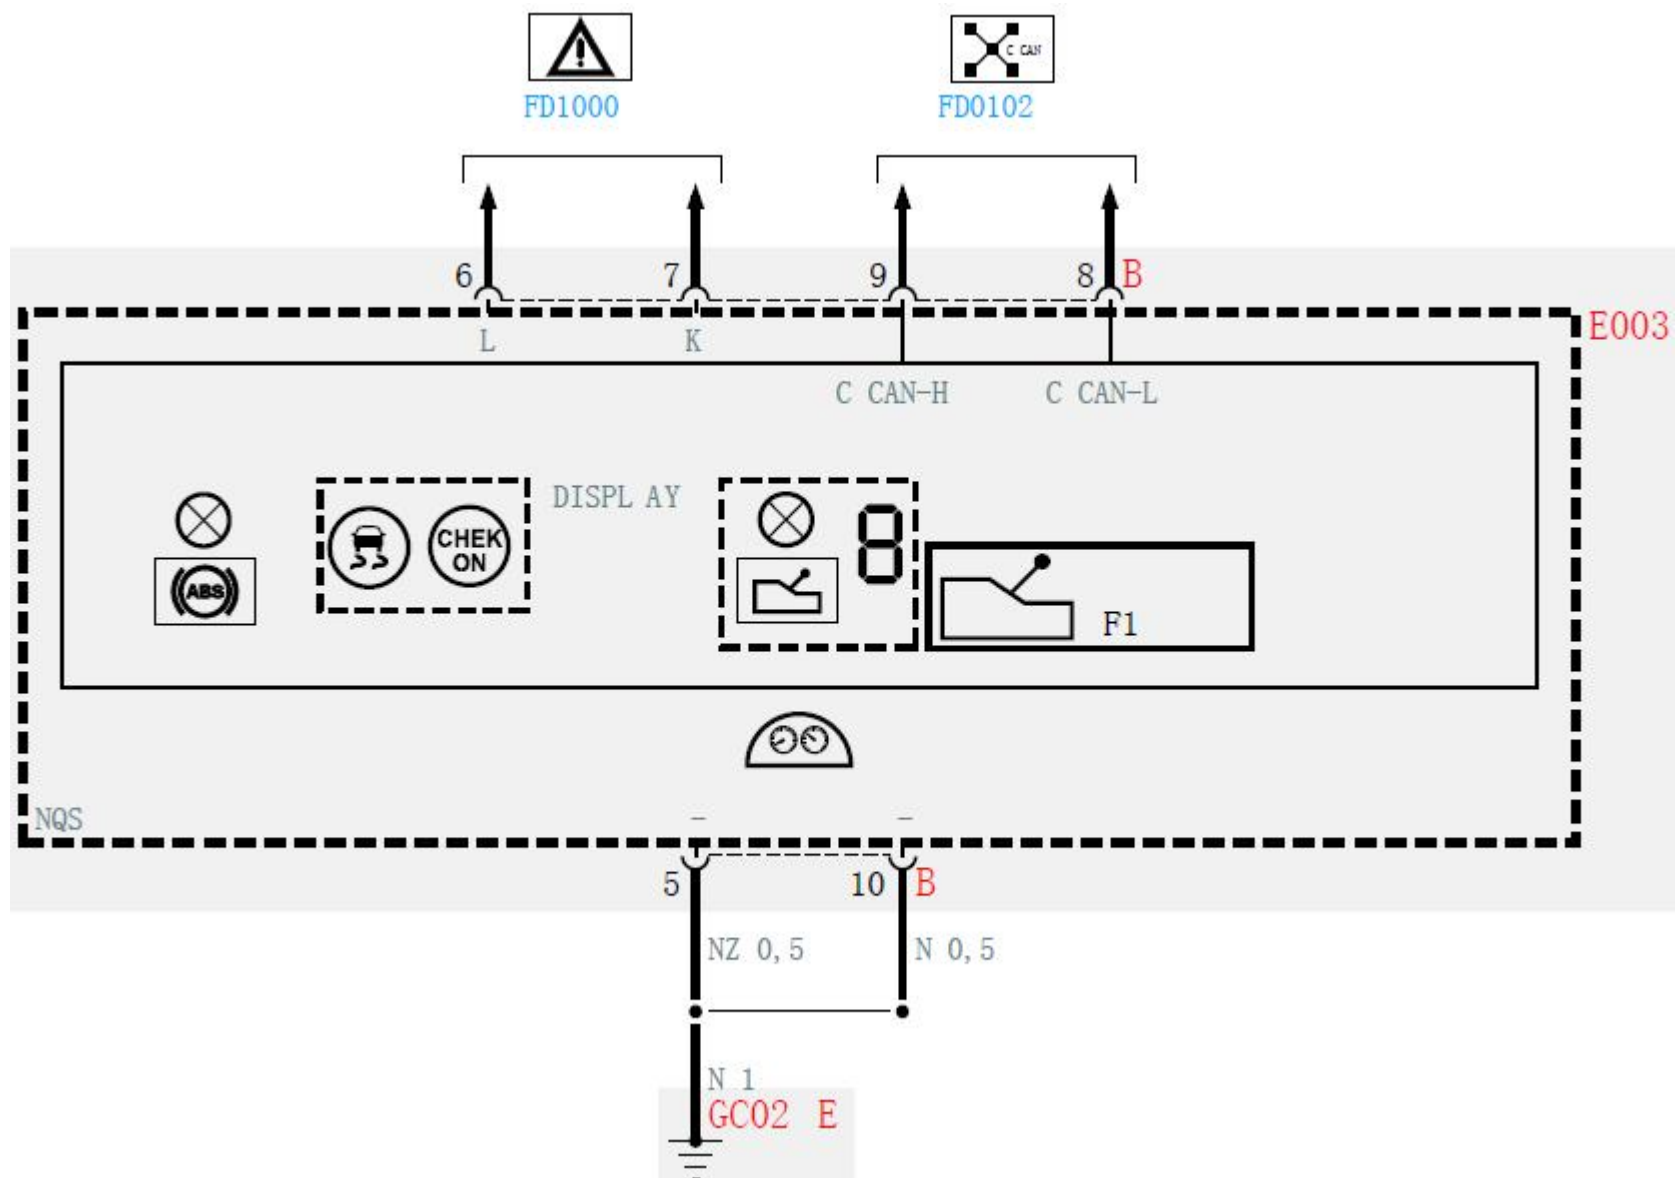 C CAN
FD1000
FD0102
6
7
9
8
B
E003
L
K
C CAN-H
C CAN-L
DISPL AY
CHEK
ON
ABS
8
F1
NQS
-
-
5
10
B
NZ 0,5
N 0,5
N 1
GC02 E